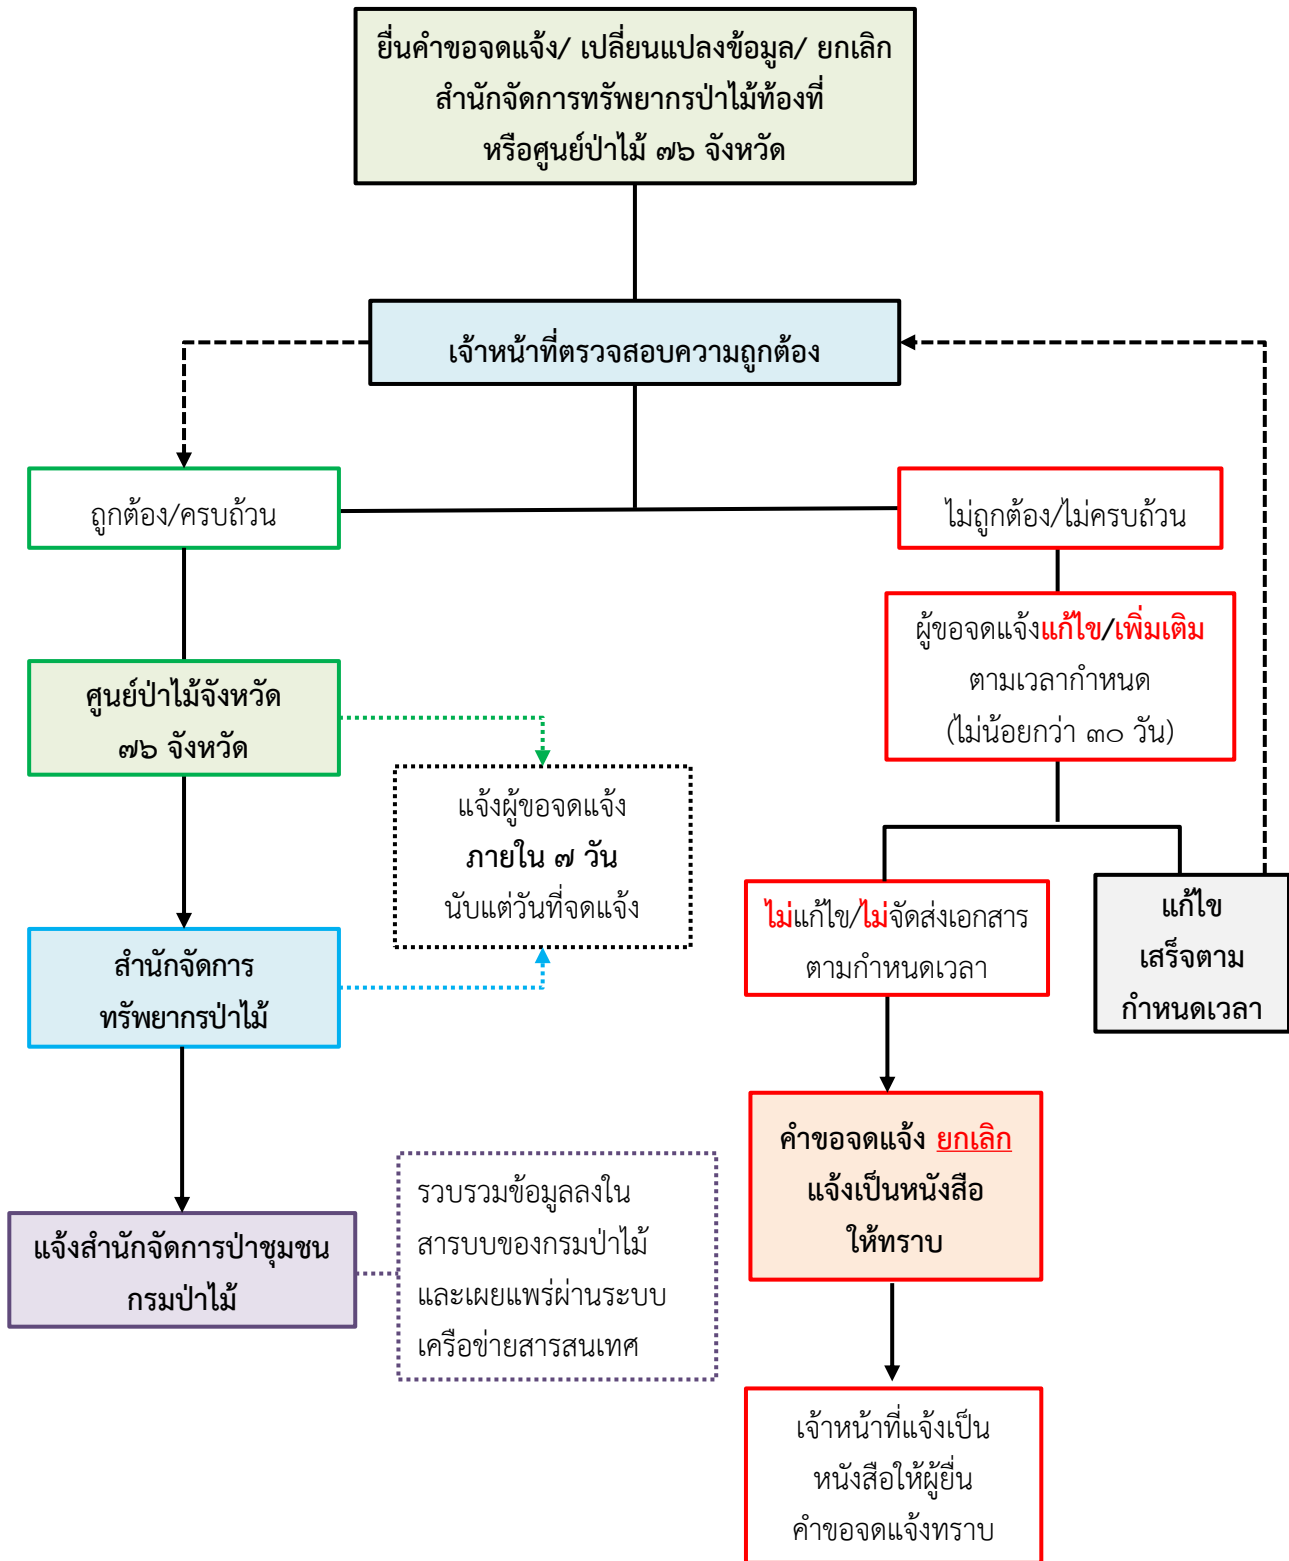 ยื่นคำขอจดแจ้ง/ เปลี่ยนแปลงข้อมูล/ ยกเลิก
สำนักจัดการทรัพยากรป่าไม้ท้องที่
หรือศูนย์ป่าไม้ ๗๖ จังหวัด
เจ้าหน้าที่ตรวจสอบความถูกต้อง
ถูกต้อง/ครบถ้วน
ไม่ถูกต้อง/ไม่ครบถ้วน
ผู้ขอจดแจ้งแก้ไข/เพิ่มเติม
ตามเวลากำหนด
(ไม่น้อยกว่า ๓๐ วัน)
ศูนย์ป่าไม้จังหวัด
๗๖ จังหวัด
แจ้งผู้ขอจดแจ้ง
ภายใน ๗ วัน
นับแต่วันที่จดแจ้ง
ไม่แก้ไข/ไม่จัดส่งเอกสาร
ตามกำหนดเวลา
แก้ไข
เสร็จตาม
กำหนดเวลา
สำนักจัดการ
ทรัพยากรป่าไม้
คำขอจดแจ้ง ยกเลิก
แจ้งเป็นหนังสือ
ให้ทราบ
แจ้งสำนักจัดการป่าชุมชน
กรมป่าไม้
รวบรวมข้อมูลลงใน
สารบบของกรมป่าไม้
และเผยแพร่ผ่านระบบ
เครือข่ายสารสนเทศ
เจ้าหน้าที่แจ้งเป็น
หนังสือให้ผู้ยื่น
คำขอจดแจ้งทราบ